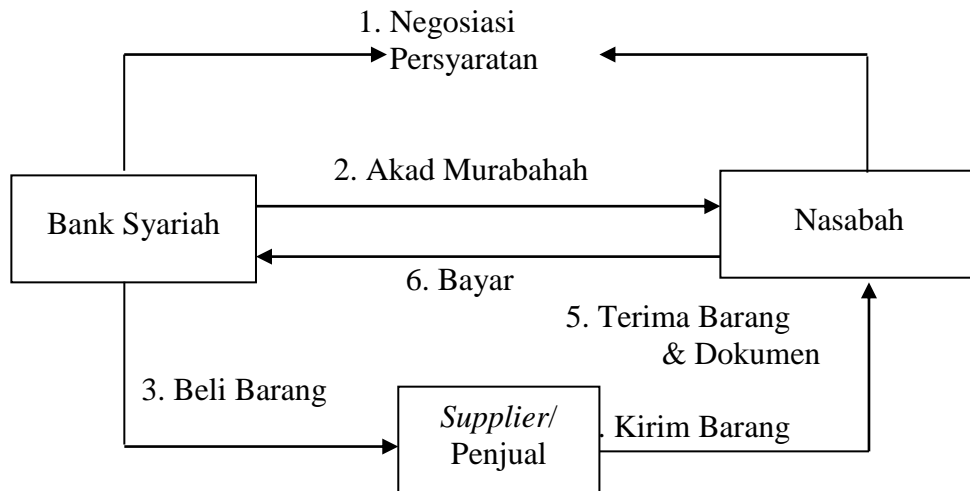 1. Negosiasi
Persyaratan
2. Akad Murabahah
Bank Syariah
Nasabah
6. Bayar
5. Terima Barang
& Dokumen
3. Beli Barang
Supplier/
Penjual
. Kirim Barang